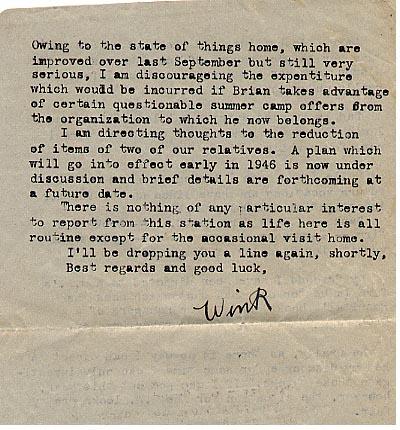 Owing to the state of things home, which are
improved over last September but still very
serious, I am discourageing the expentiture
which would be incurred if Brian takes advantage
of certain questionable summer camp offers from
the organization to which he now belongs.
I am directing thoughts to the reduction
of items of two of our relatives. A plan which
will go into effect early in 1946 is now under
discussion and brief details are forthcoming at
a future date.
There is nothing of any particular interest
to report from this station as life here is all
routine except for the accasional visit home.
I'll be dropping you a line again, shortly,
Best regards and good luck,
Wink